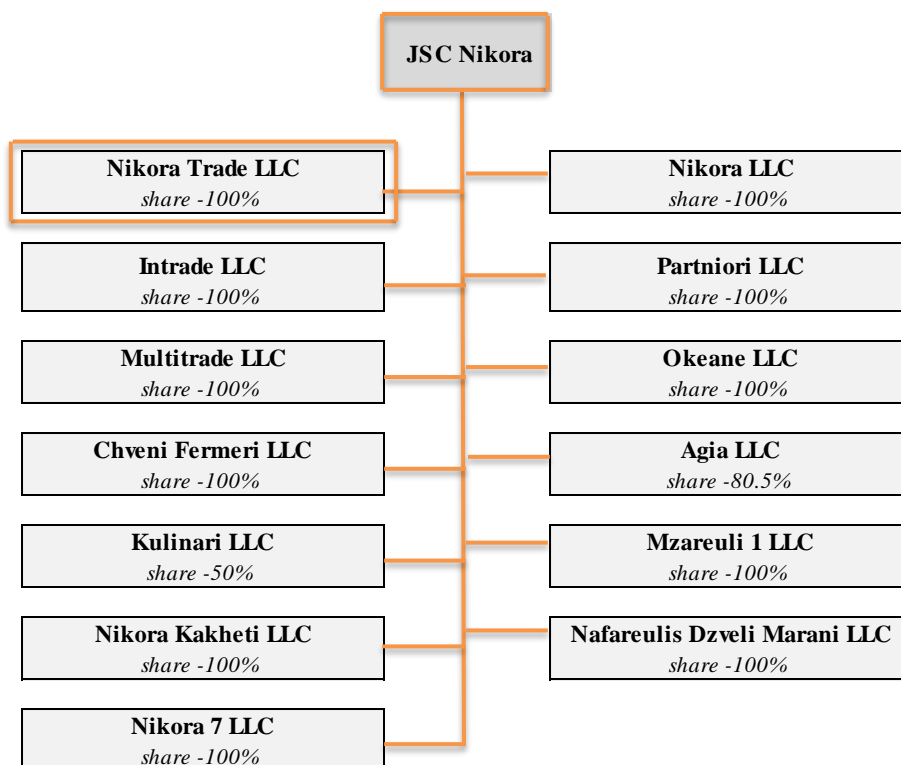 JSC Nikora
Nikora Trade LLC
share -100%
Nikora LLC
share -100%
Intrade LLC
share -100%
Partniori LLC
share -100%
Multitrade LLC
share -100%
Okeane LLC
share -100%
Chveni Fermeri LLC
share -100%
Agia LLC
share -80.5%
Kulinari LLC
share -50%
Mzareuli 1 LLC
share -100%
Nikora Kakheti LLC
share -100%
Nafareulis Dzveli Marani LLC
share -100%
Nikora 7 LLC
share -100%